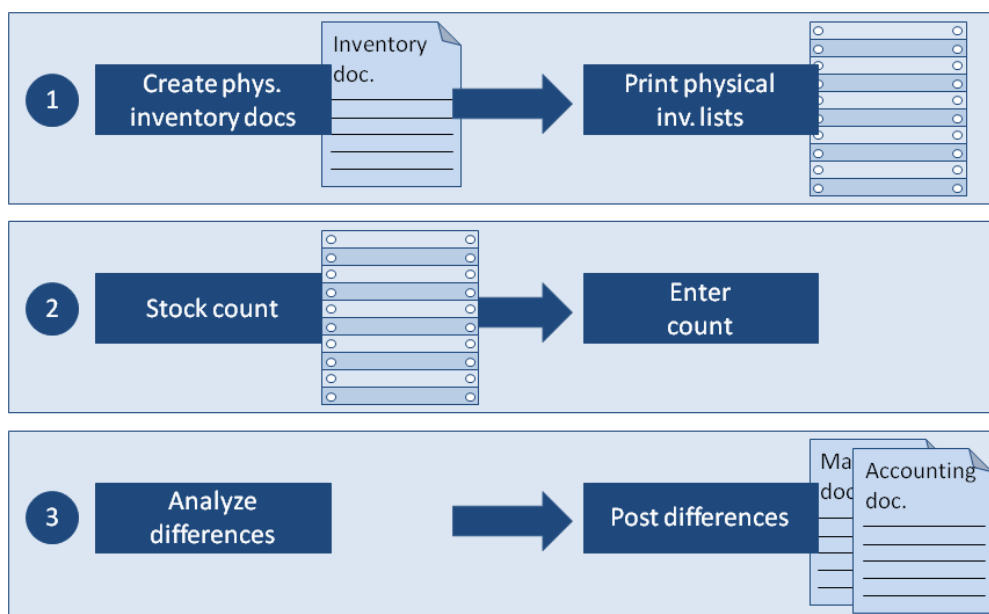 1
Create phys.
inventory docs
Inventory
doc.
Print physical
inv. lists
2
Stock count
Enter
count
3
Analyze
differences
Post differences
doc
Accounting
doc.